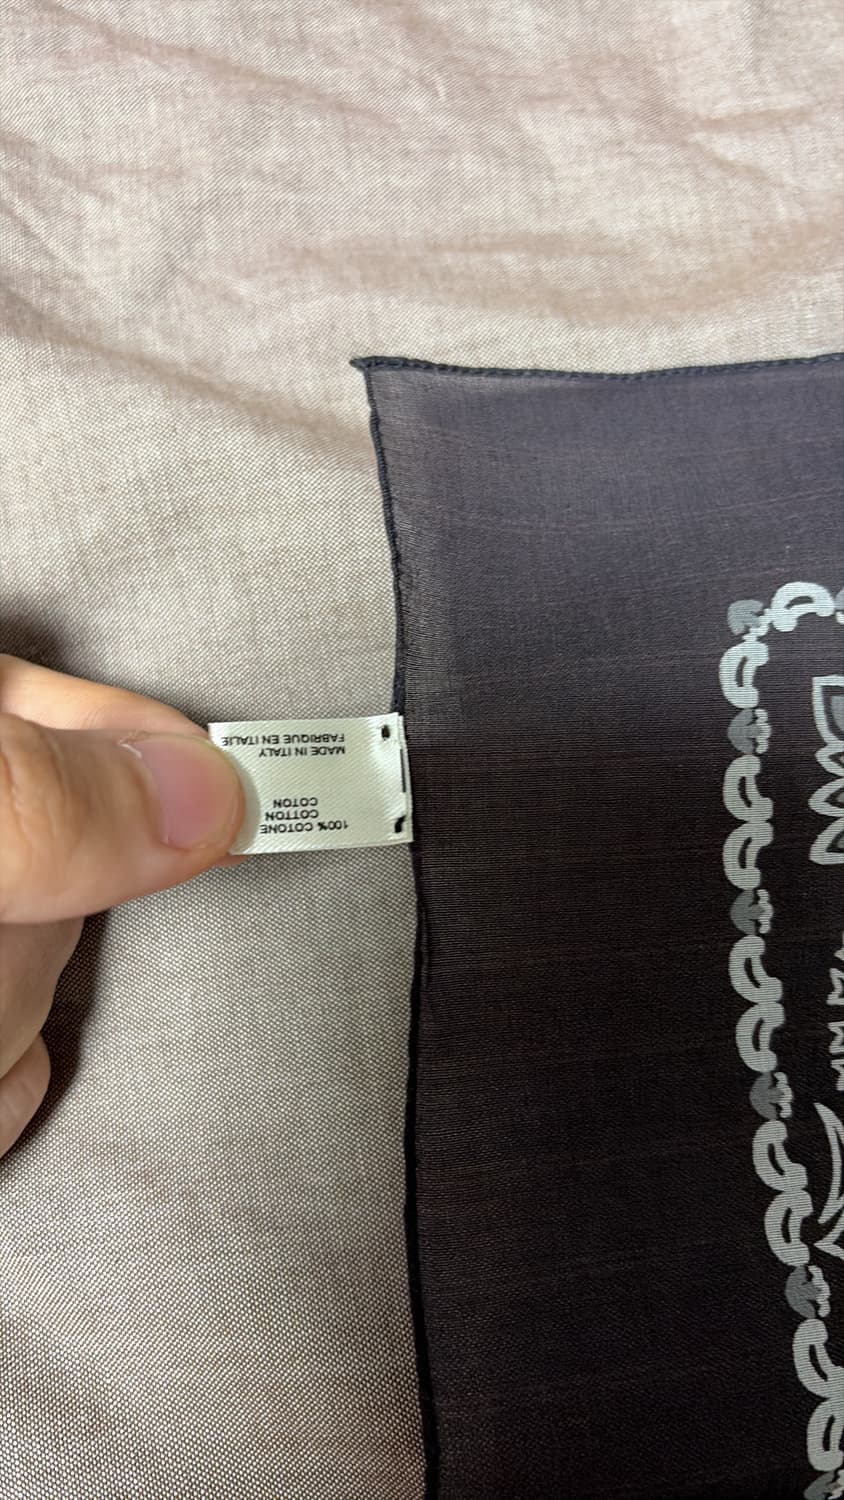 100% COTONE
COTTON
COTON
MADE IN ITALY
FABRIQUE EN ITALIE